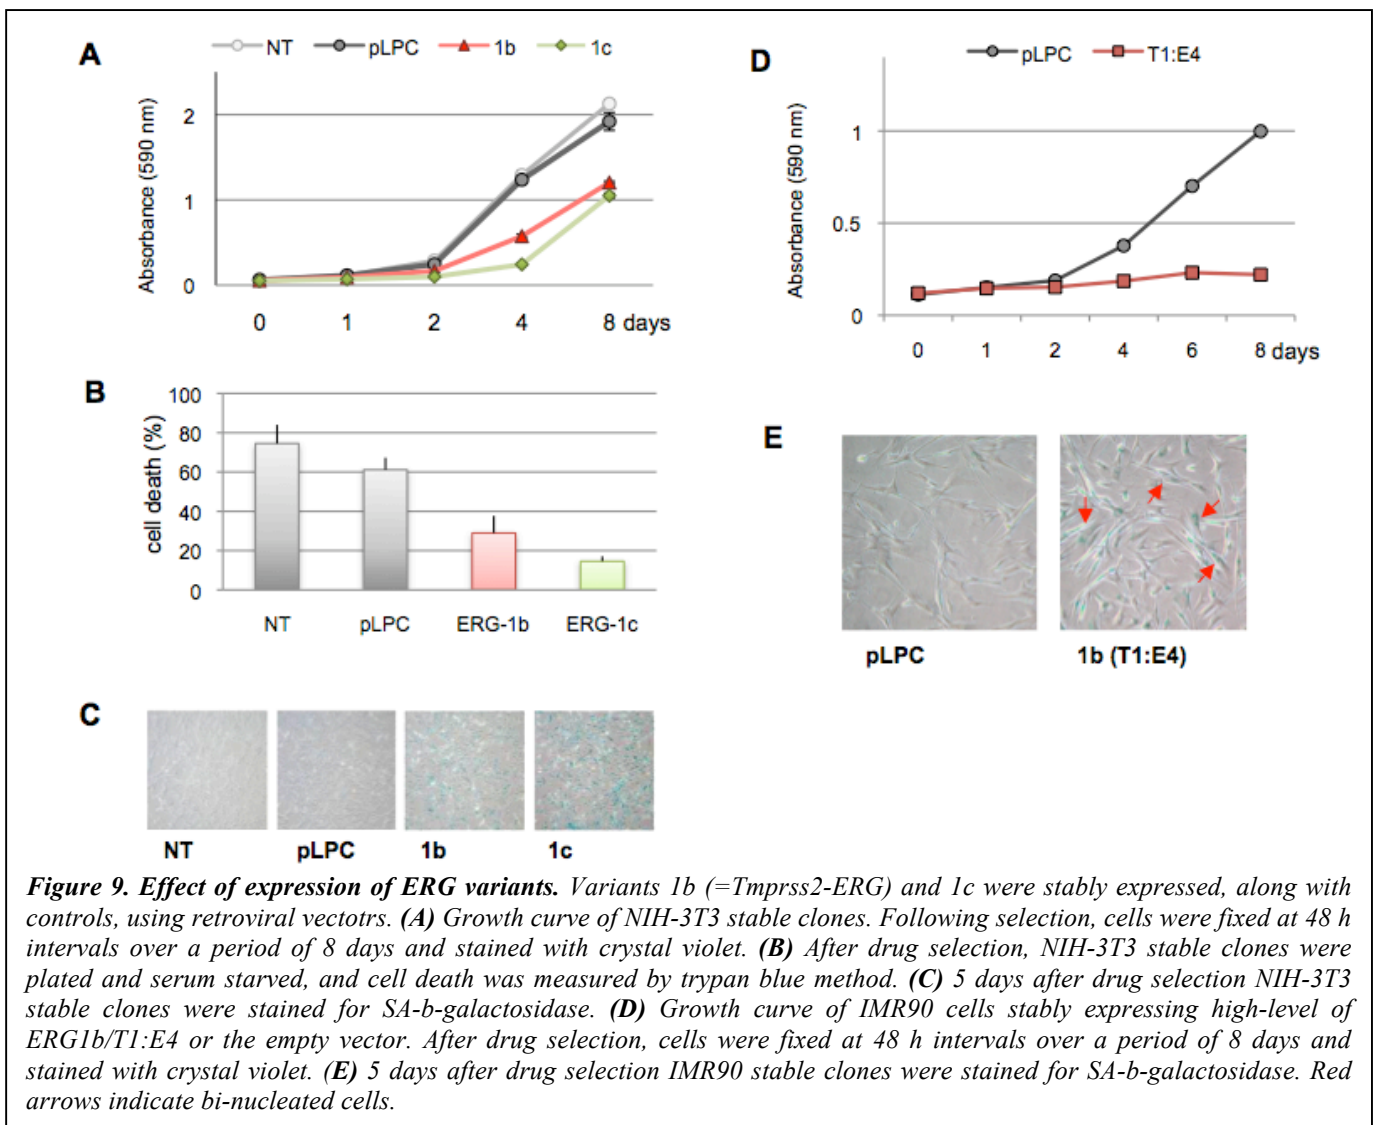 A
NT pLPC 1b 1c
Absorbance (590 nm)
2
1
0
0 1 2 4 8 days
B
cell death (%)
100
80
60
40
20
0
NT pLPC ERG-1b ERG-1c
C
NT pLPC 1b 1c
D
pLPC T1:E4
Absorbance (590 nm)
1
0.5
0
0 1 2 4 6 8 days
E
pLPC 1b (T1:E4)
Figure 9. Effect of expression of ERG variants. Variants 1b (=Tmprss2-ERG) and 1c were stably expressed, along with
controls, using retroviral vectotrs. (A) Growth curve of NIH-3T3 stable clones. Following selection, cells were fixed at 48 h
intervals over a period of 8 days and stained with crystal violet. (B) After drug selection, NIH-3T3 stable clones were
plated and serum starved, and cell death was measured by trypan blue method. (C) 5 days after drug selection NIH-3T3
stable clones were stained for SA-b-galactosidase. (D) Growth curve of IMR90 cells stably expressing high-level of
ERG1b/T1:E4 or the empty vector. After drug selection, cells were fixed at 48 h intervals over a period of 8 days and
stained with crystal violet. (E) 5 days after drug selection IMR90 stable clones were stained for SA-b-galactosidase. Red
arrows indicate bi-nucleated cells.